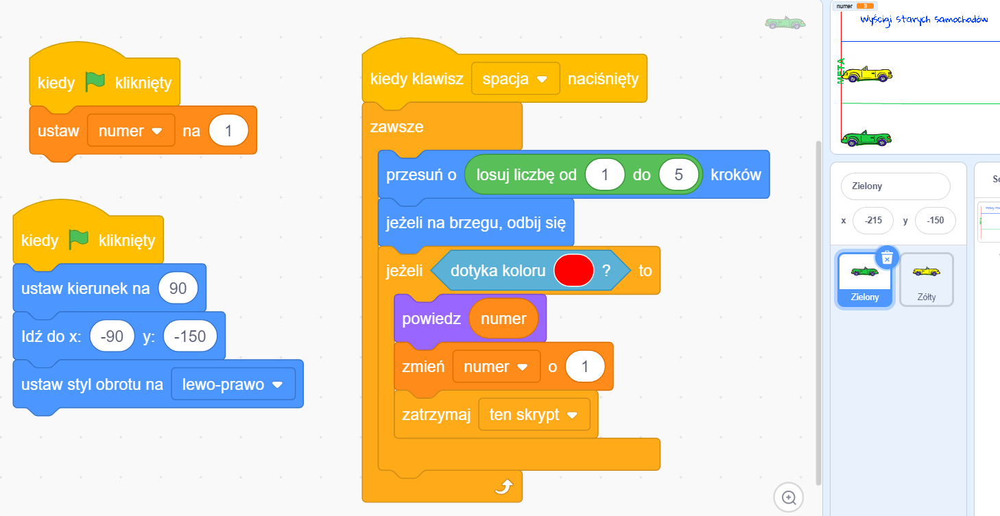 kiedy kliknięty
ustaw numer na 1
kiedy kliknięty
ustaw kierunek na 90
Idź do x: -90 y: -150
ustaw styl obrotu na lewo-prawo
kiedy klawisz spacja naciśnięty
zawsze
przesuń o losuj liczbę od 1 do 5 kroków
jeżeli na brzegu, odbij się
jeżeli dotyka koloru ? to
powiedz numer
zmień numer o 1
zatrzymaj ten skrypt
numer 3
Wyścigi starych samochodów
META
Zielony
x -215 y -150
Zielony
Żółty